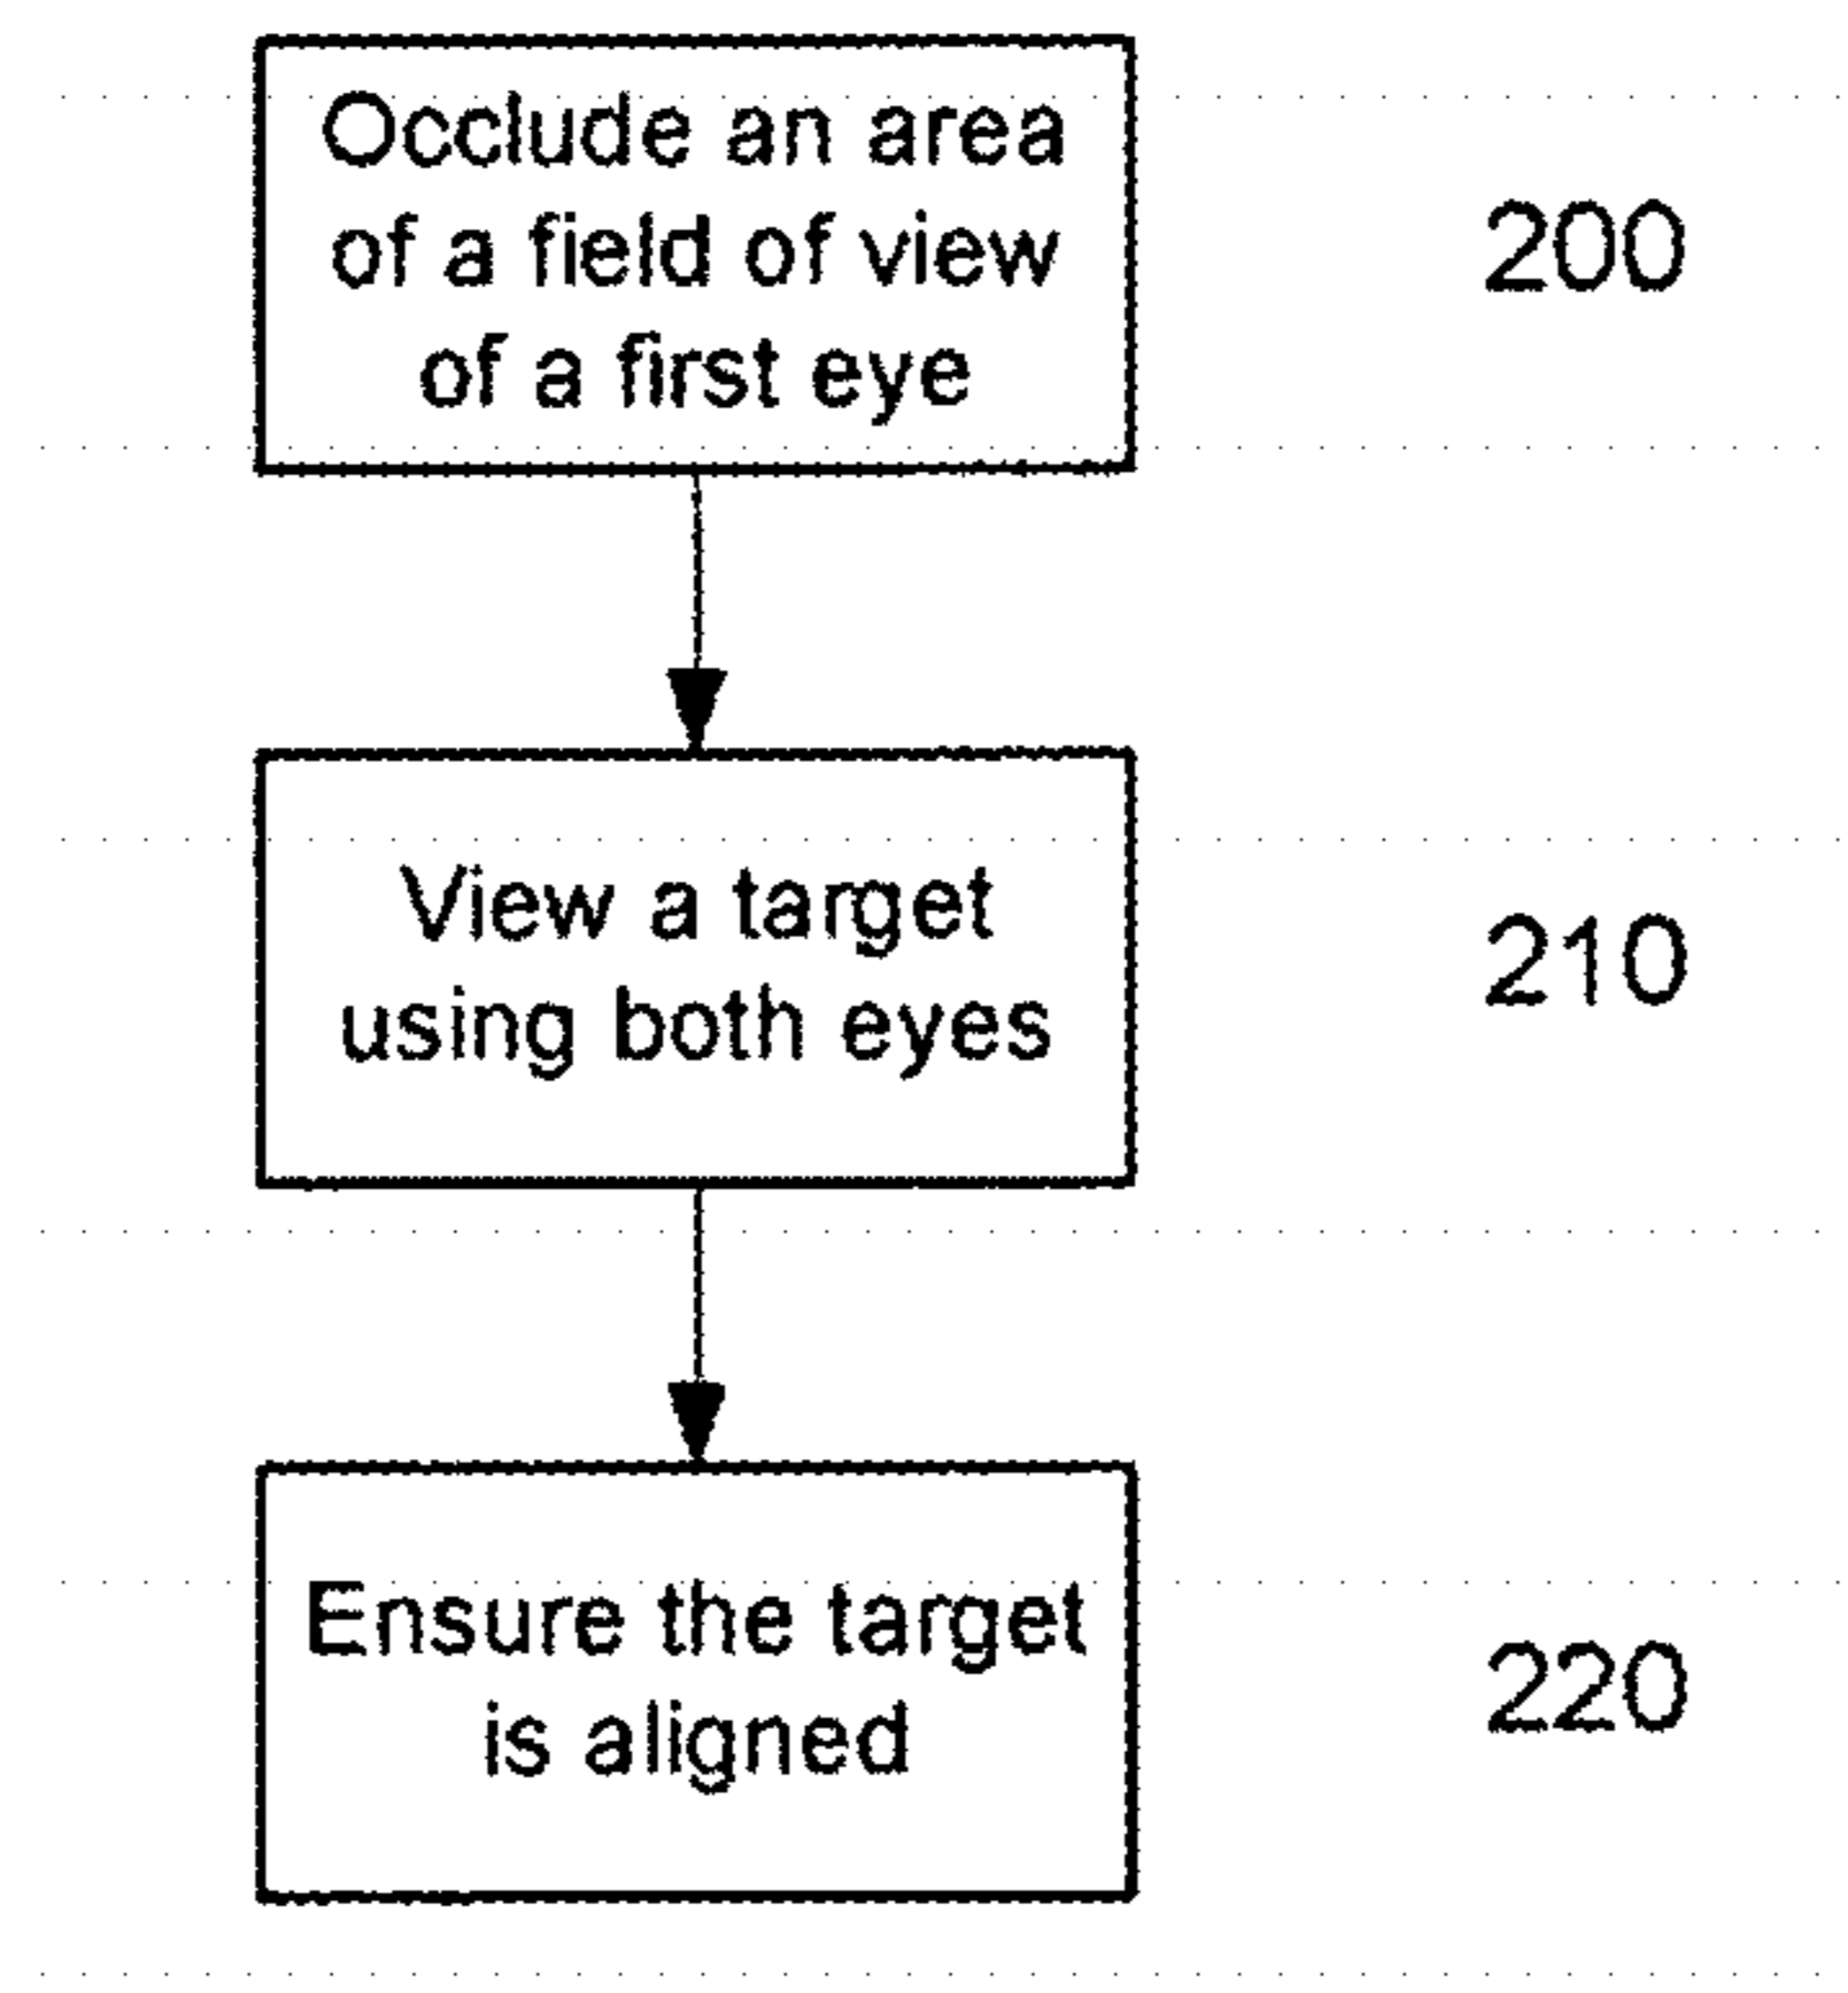 Occlude an area
of a field of view
of a first eye
200
View a target
using both eyes
210
Ensure the target
is aligned
220